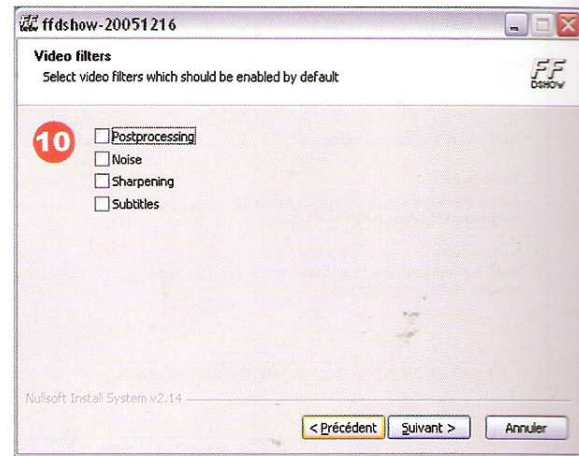 ffdshow-20051216
Video filters
Select video filters which should be enabled by default
FF
DSHOW
10
Postprocessing
Noise
Sharpening
Subtitles
Nullsoft Install System v2.14
< Précédent
Suivant >
Annuler